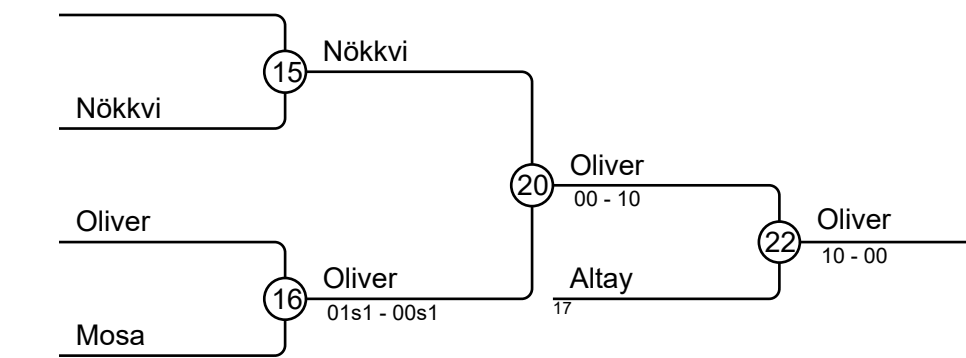 Nökkvi
15
Nökkvi
Oliver
20
Oliver
00 - 10
Oliver
22
Oliver
10 - 00
Altay
17
16
01s1 - 00s1
Mosa
Nökkvi